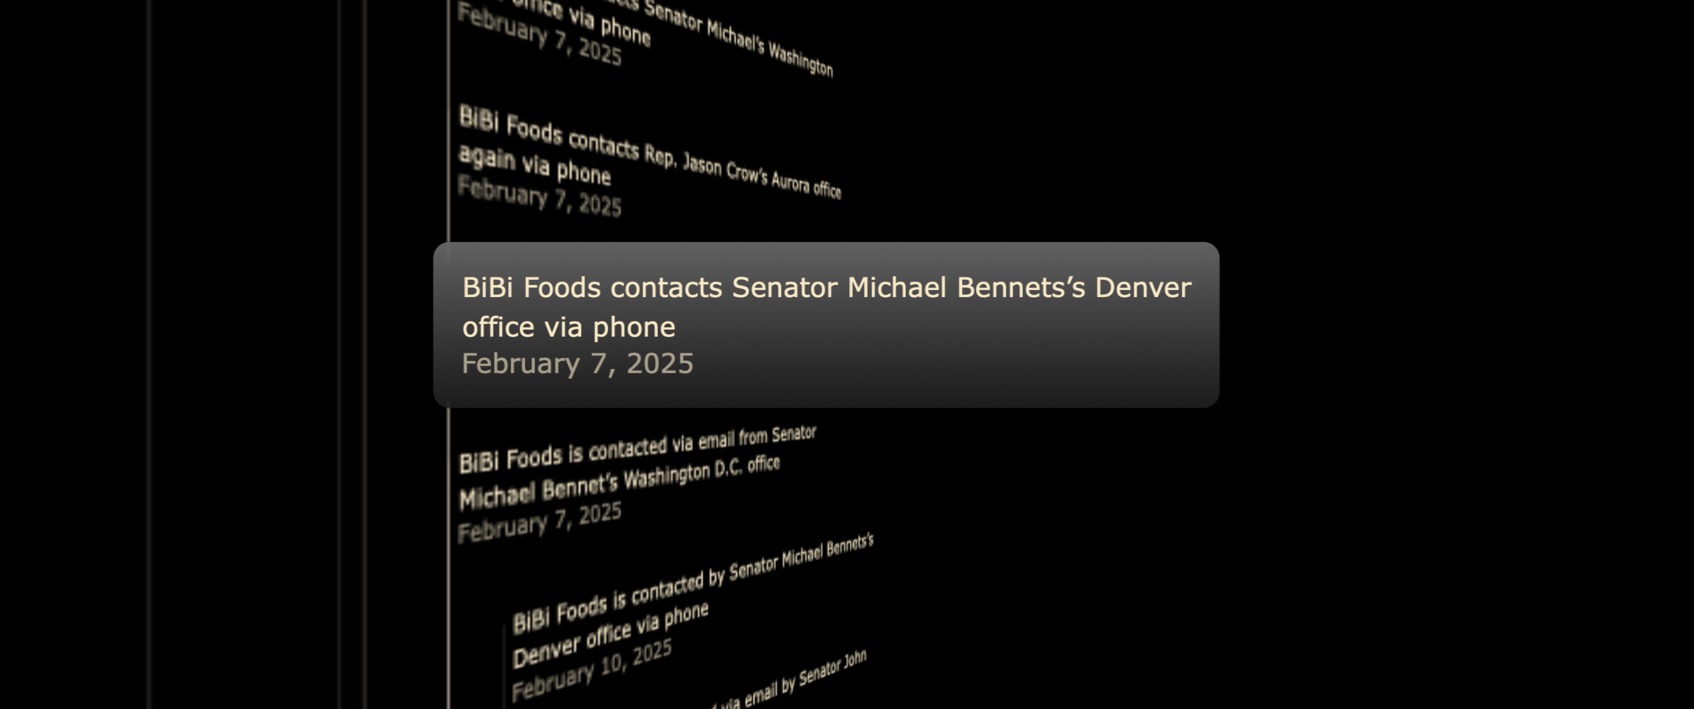 Senator Michael's Washington
office via phone
February 7, 2025
BiBi Foods contacts Rep. Jason Crow's Aurora office
again via phone
February 7, 2025
BiBi Foods contacts Senator Michael Bennets’s Denver
office via phone
February 7, 2025
BiBi Foods is contacted via email from Senator
Michael Bennet's Washington D.C. office
February 7, 2025
BiBi Foods is contacted by Senator Michael Bennets's
Denver office via phone
February 10, 2025
via email by Senator John